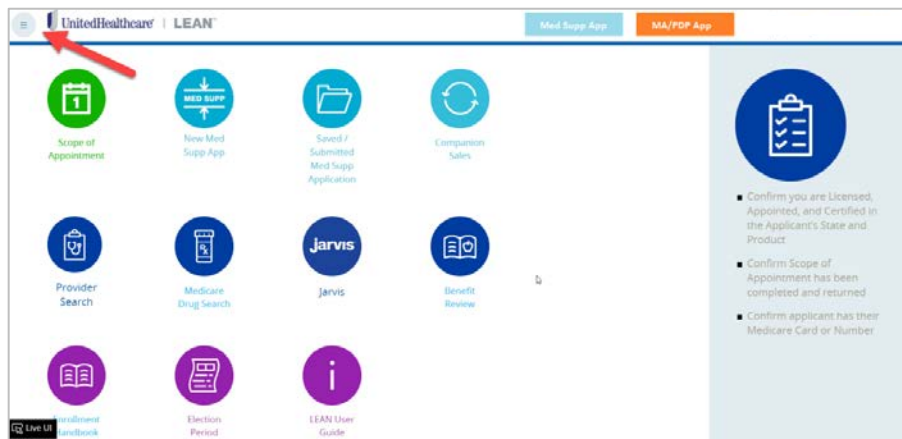 UnitedHealthcare | LEAN™
Med Supp App
MA/PDP App
1
Scope of
Appointment
MED SUPP
New Med
Supp App
Saved /
Submitted
Med Supp
Application
Companion
Sales
Confirm you are Licensed,
Appointed, and Certified in
the Applicant's State and
Product
Confirm Scope of
Appointment has been
completed and returned
Confirm applicant has their
Medicare Card or Number
Provider
Search
Rx
Medicare
Drug Search
jarvis
Jarvis
Benefit
Review
Enrollment
Handbook
Election
Period
i
LEAN User
Guide
Live UI